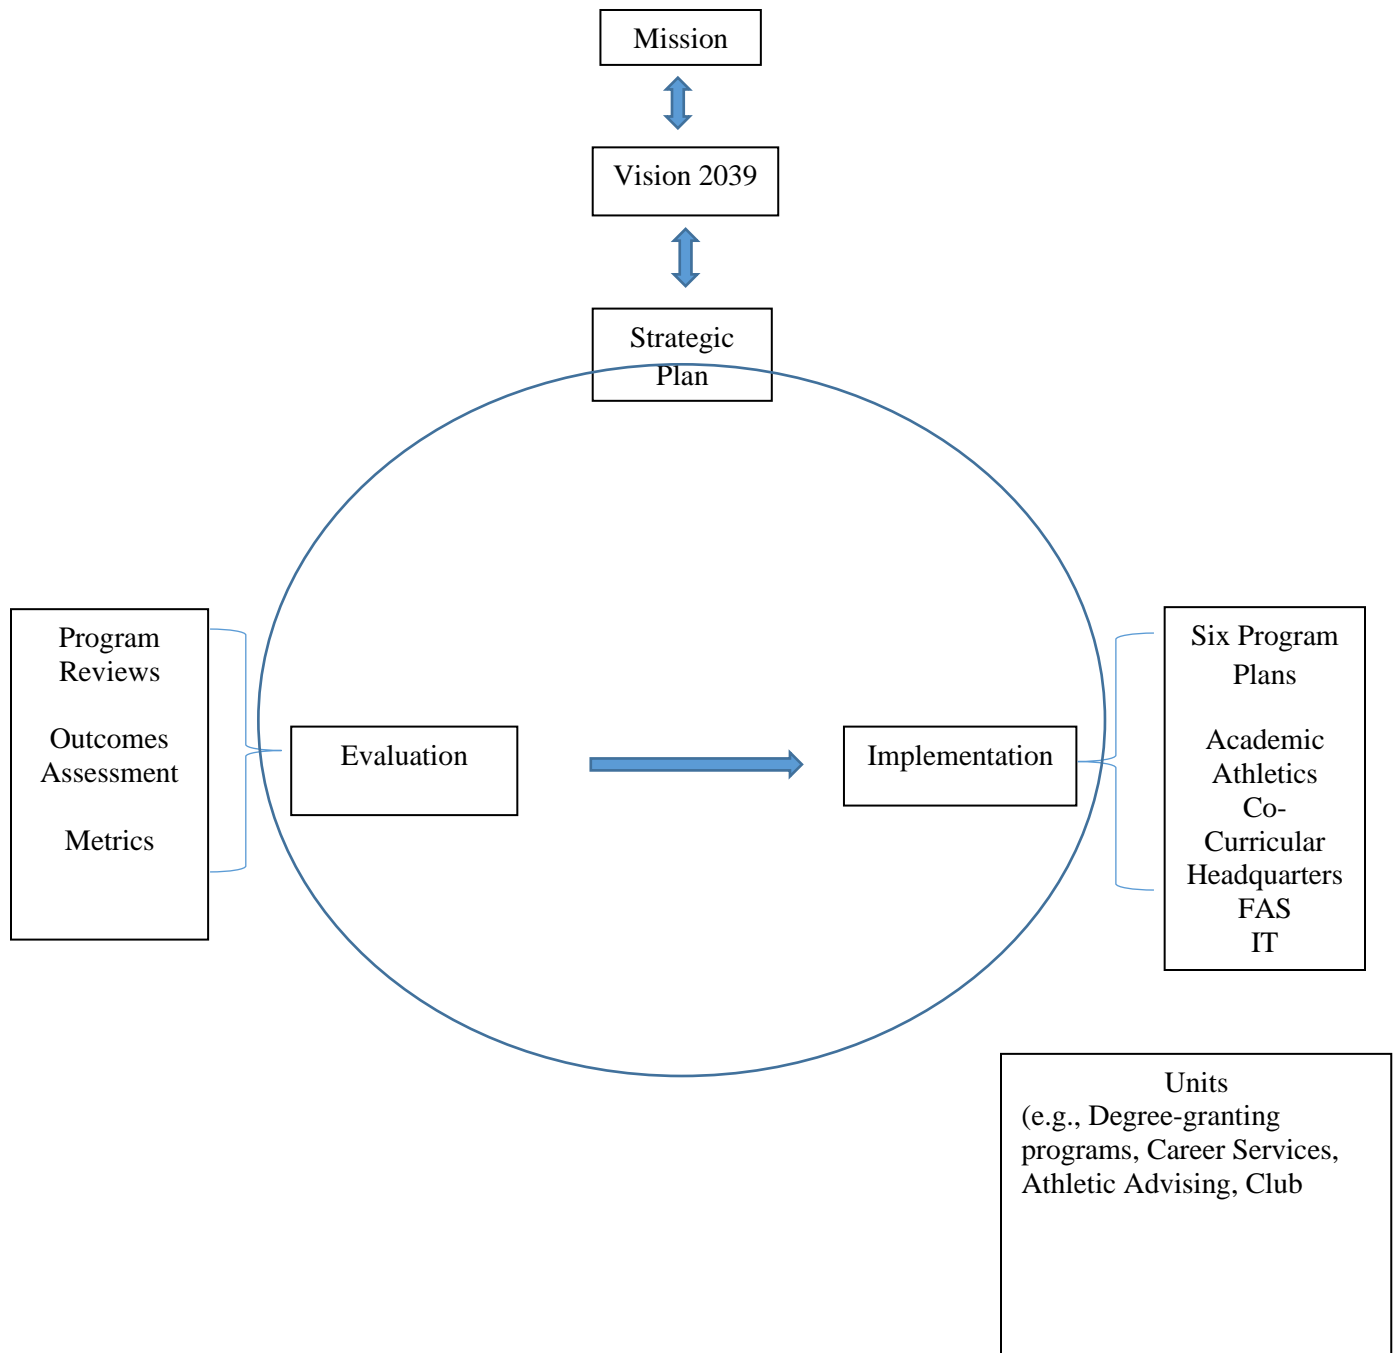 Mission
Vision 2039
Strategic
Plan
Program
Reviews
Outcomes
Assessment
Metrics
Evaluation
Implementation
Six Program
Plans
Academic
Athletics
Co-
Curricular
Headquarters
FAS
IT
Units
(e.g., Degree-granting
programs, Career Services,
Athletic Advising, Club